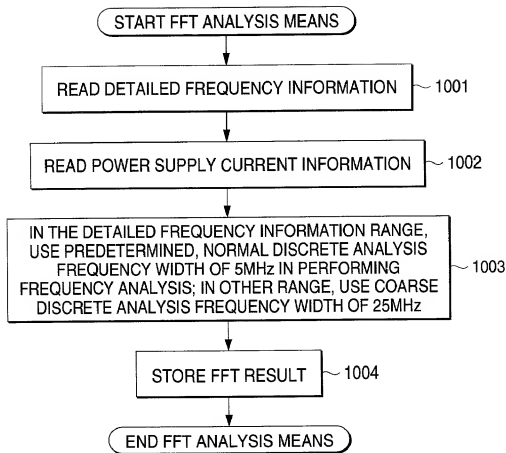 START FFT ANALYSIS MEANS
READ DETAILED FREQUENCY INFORMATION
1001
READ POWER SUPPLY CURRENT INFORMATION
1002
IN THE DETAILED FREQUENCY INFORMATION RANGE,
USE PREDETERMINED, NORMAL DISCRETE ANALYSIS
FREQUENCY WIDTH OF 5MHz IN PERFORMING
FREQUENCY ANALYSIS; IN OTHER RANGE, USE COARSE
DISCRETE ANALYSIS FREQUENCY WIDTH OF 25MHz
1003
STORE FFT RESULT
1004
END FFT ANALYSIS MEANS